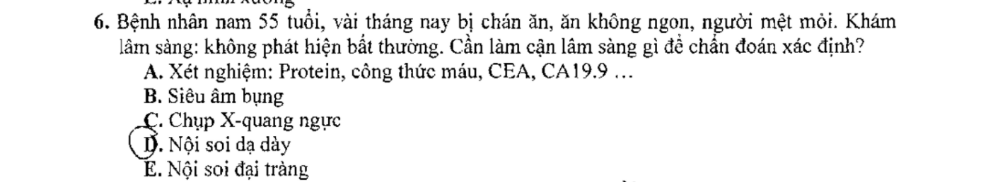 6. Bệnh nhân nam 55 tuổi, vài tháng nay bị chán ăn, ăn không ngon, người mệt mỏi. Khám
lâm sàng: không phát hiện bất thường. Cần làm cận lâm sàng gì để chẩn đoán xác định?
A. Xét nghiệm: Protein, công thức máu, CEA, CA19.9 …
B. Siêu âm bụng
C. Chụp X-quang ngực
D. Nội soi dạ dày
E. Nội soi đại tràng